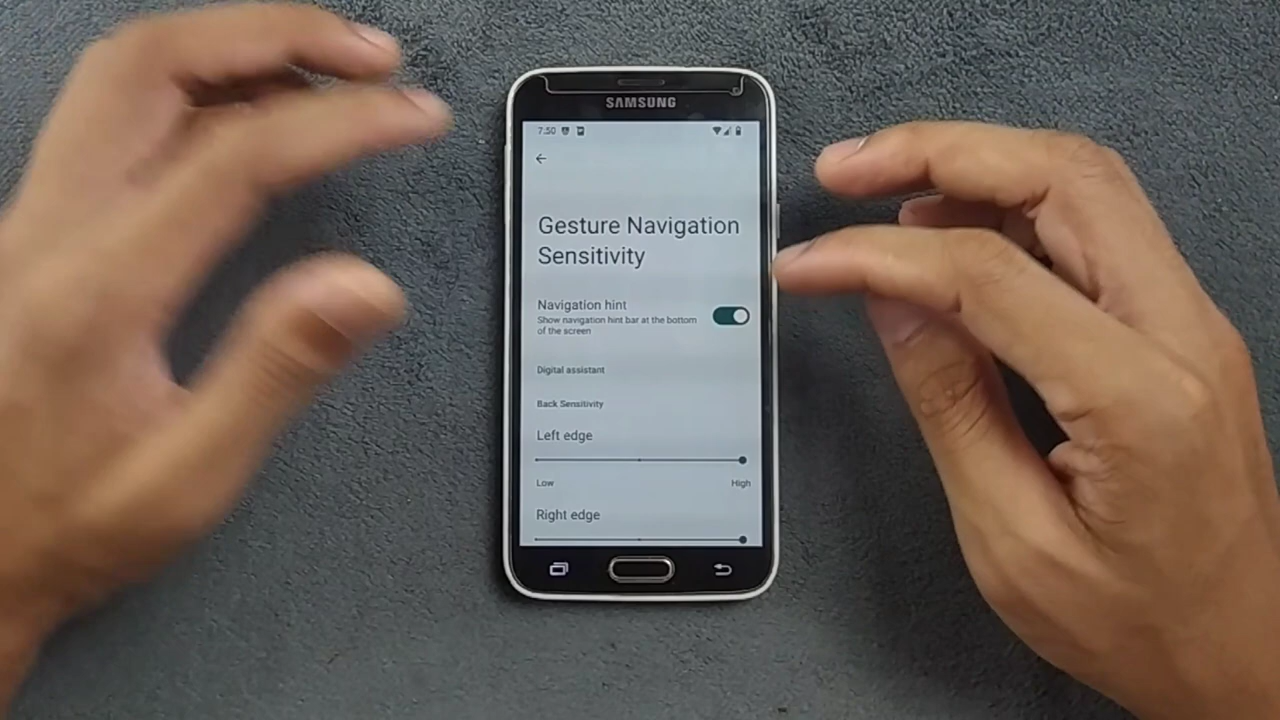 SAMSUNG
7:50
Gesture Navigation
Sensitivity
Navigation hint
Show navigation hint bar at the bottom
of the screen
Digital assistant
Back Sensitivity
Left edge
Low High
Right edge